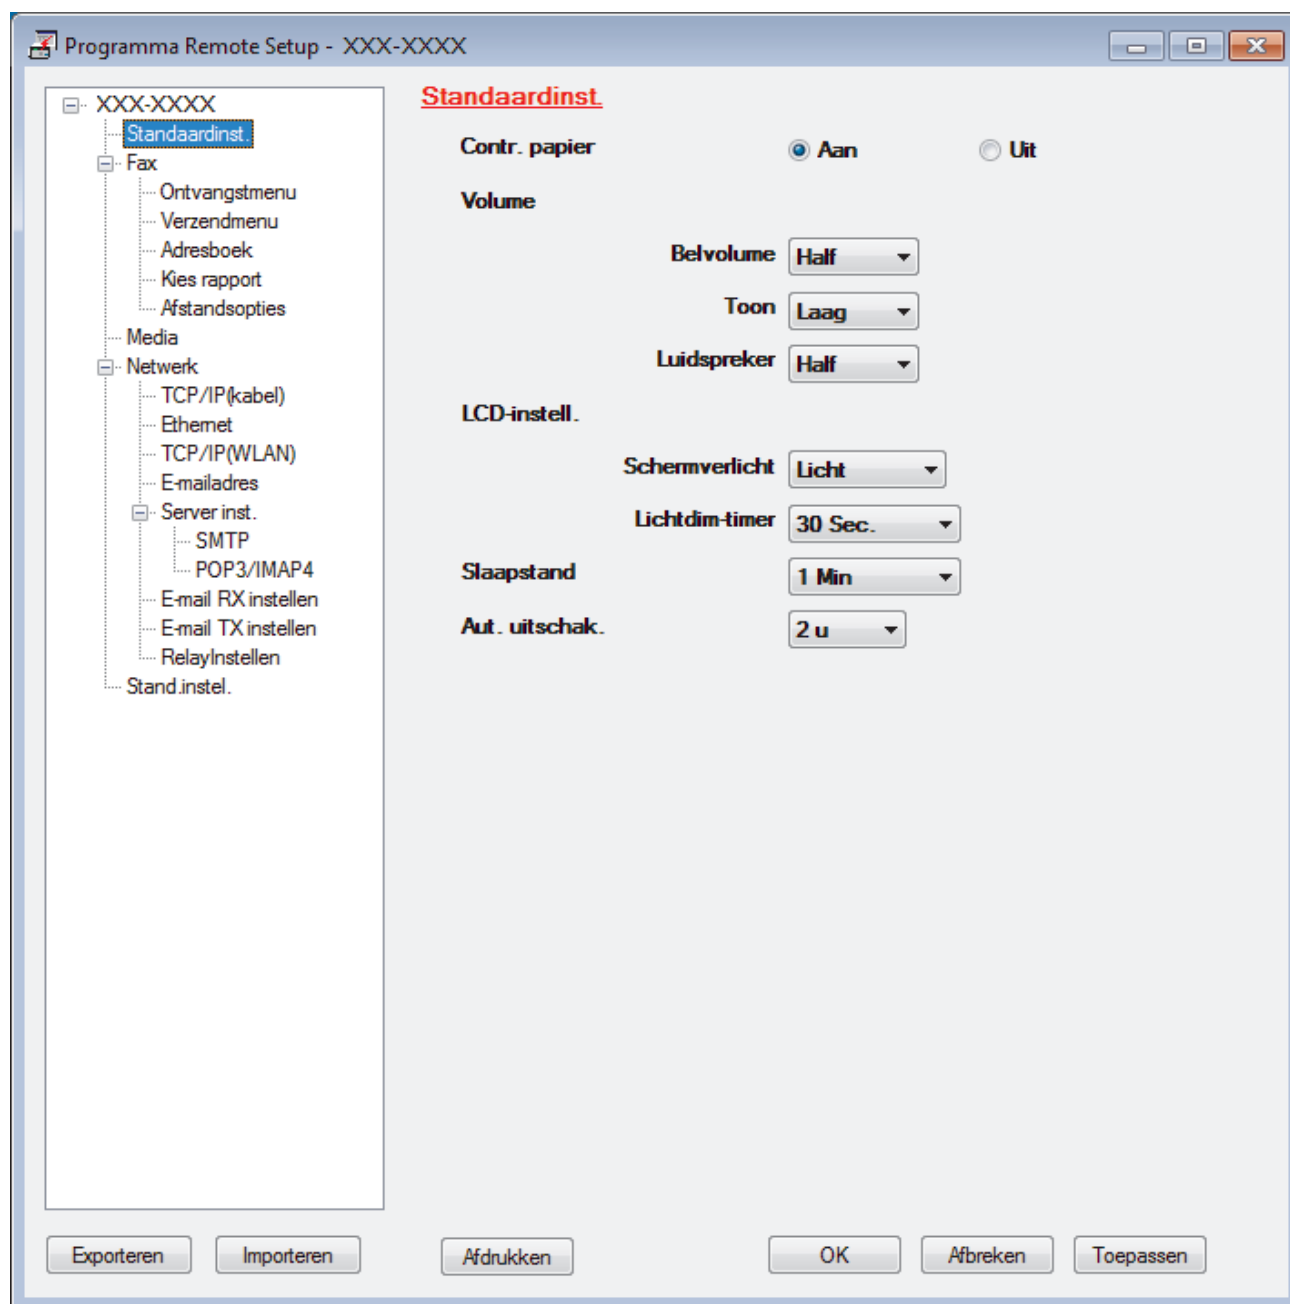 Programma Remote Setup - XXX-XXXX
XXX-XXXX
Standaardinst.
Fax
Ontvangstmenu
Verzendmenu
Adresboek
Kies rapport
Afstandsopties
Media
Netwerk
TCP/IP(kabel)
Ethernet
TCP/IP(WLAN)
E-mailadres
Server inst.
SMTP
POP3/IMAP4
E-mail RX instellen
E-mail TX instellen
RelayInstellen
Stand.instel.
Standaardinst.
Contr. papier Aan Uit
Volume
Belvolume Half
Toon Laag
Luidspreker Half
LCD-instell.
Schermverlicht Licht
Lichtdim-timer 30 Sec.
Slaapstand 1 Min
Aut. uitschak. 2 u
Exporteren Importeren Afdrukken OK Afbreken Toepassen